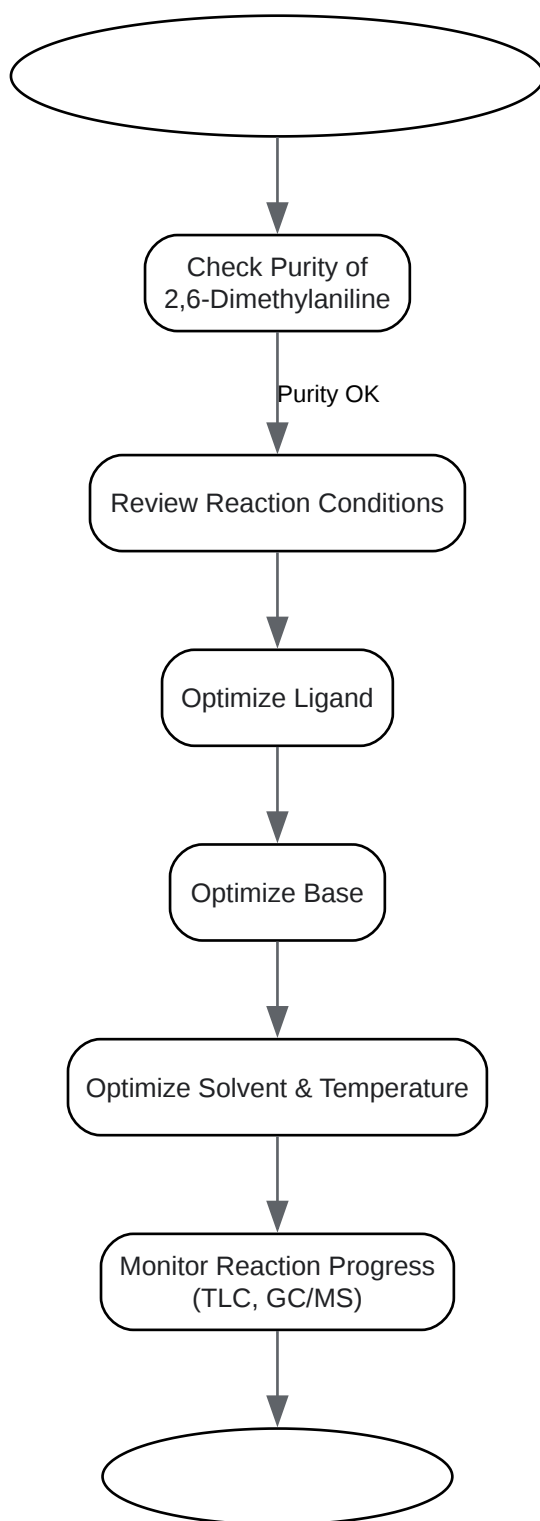 Check Purity of
2,6-Dimethylaniline
Purity OK
Review Reaction Conditions
Optimize Ligand
Optimize Base
Optimize Solvent & Temperature
Monitor Reaction Progress
(TLC, GC/MS)